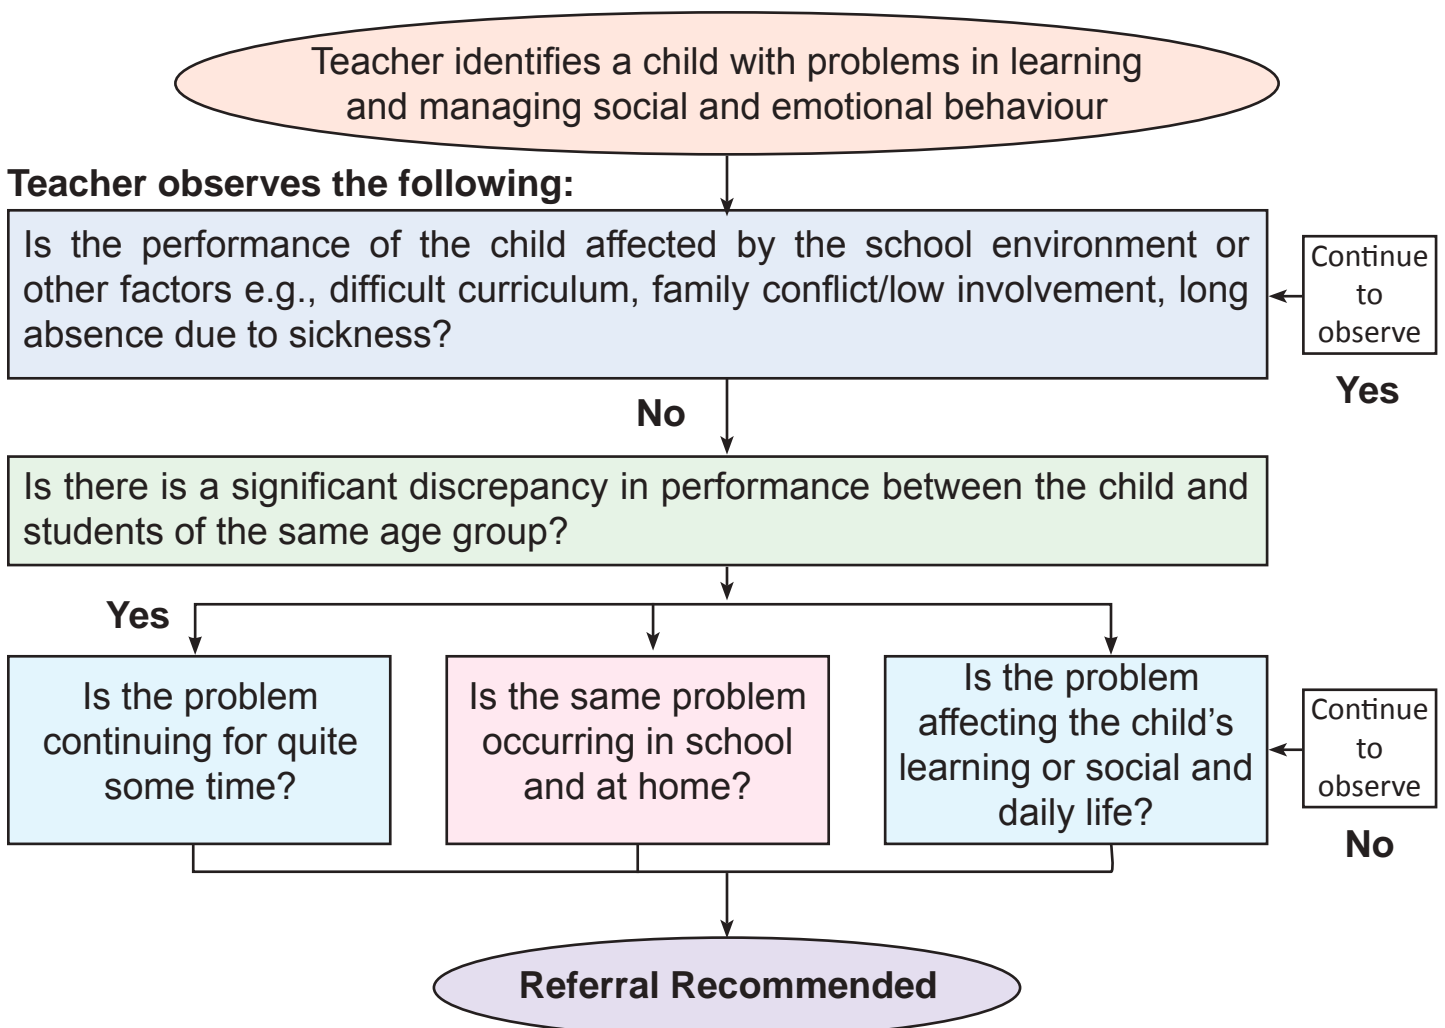 Teacher identifies a child with problems in learning
and managing social and emotional behaviour
Teacher observes the following:
Is the performance of the child affected by the school environment or
other factors e.g., difficult curriculum, family conflict/low involvement, long
absence due to sickness?
Continue
to
observe
Yes
No
Is there is a significant discrepancy in performance between the child and
students of the same age group?
Yes
Is the problem
continuing for quite
some time?
Is the same problem
occurring in school
and at home?
Is the problem
affecting the child’s
learning or social and
daily life?
Continue
to
observe
No
Referral Recommended